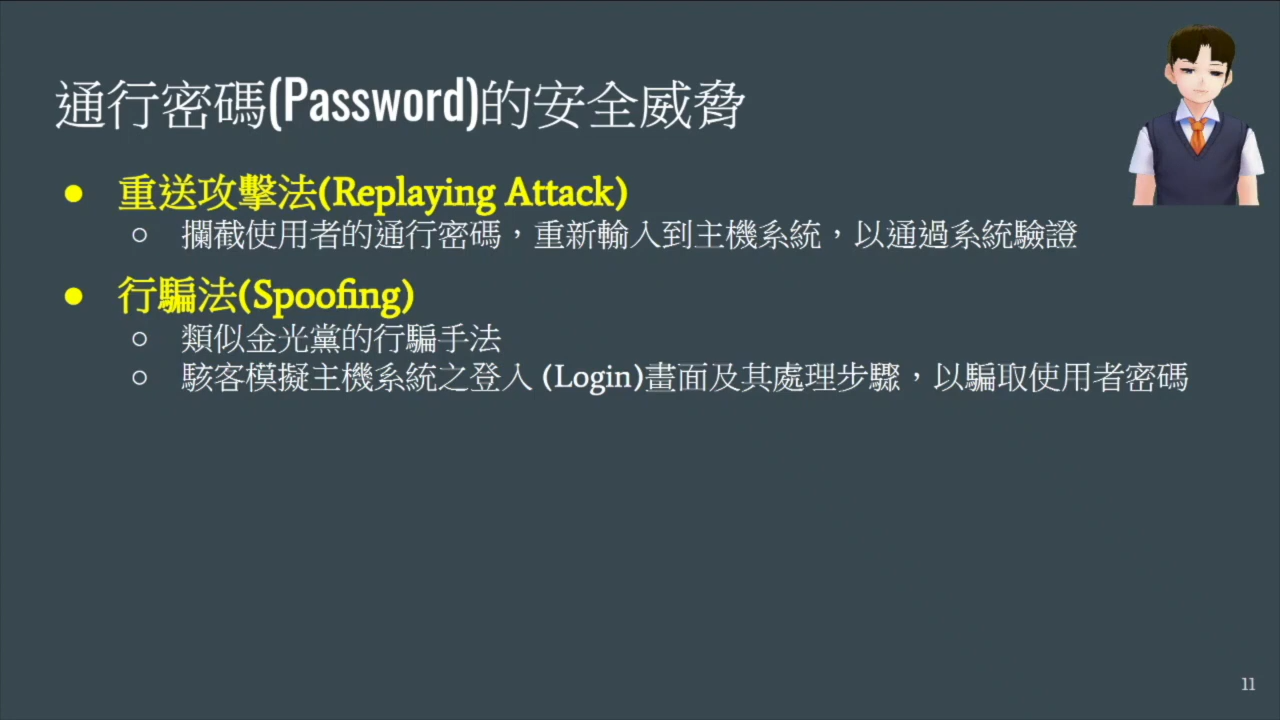 通行密碼(Password)的安全威脅
● 重送攻擊法(Replaying Attack)
○ 攔截使用者的通行密碼，重新輸入到主機系統，以通過系統驗證
● 行騙法(Spoofing)
○ 類似金光黨的行騙手法
○ 駭客模擬主機系統之登入 (Login)畫面及其處理步驟，以騙取使用者密碼
11